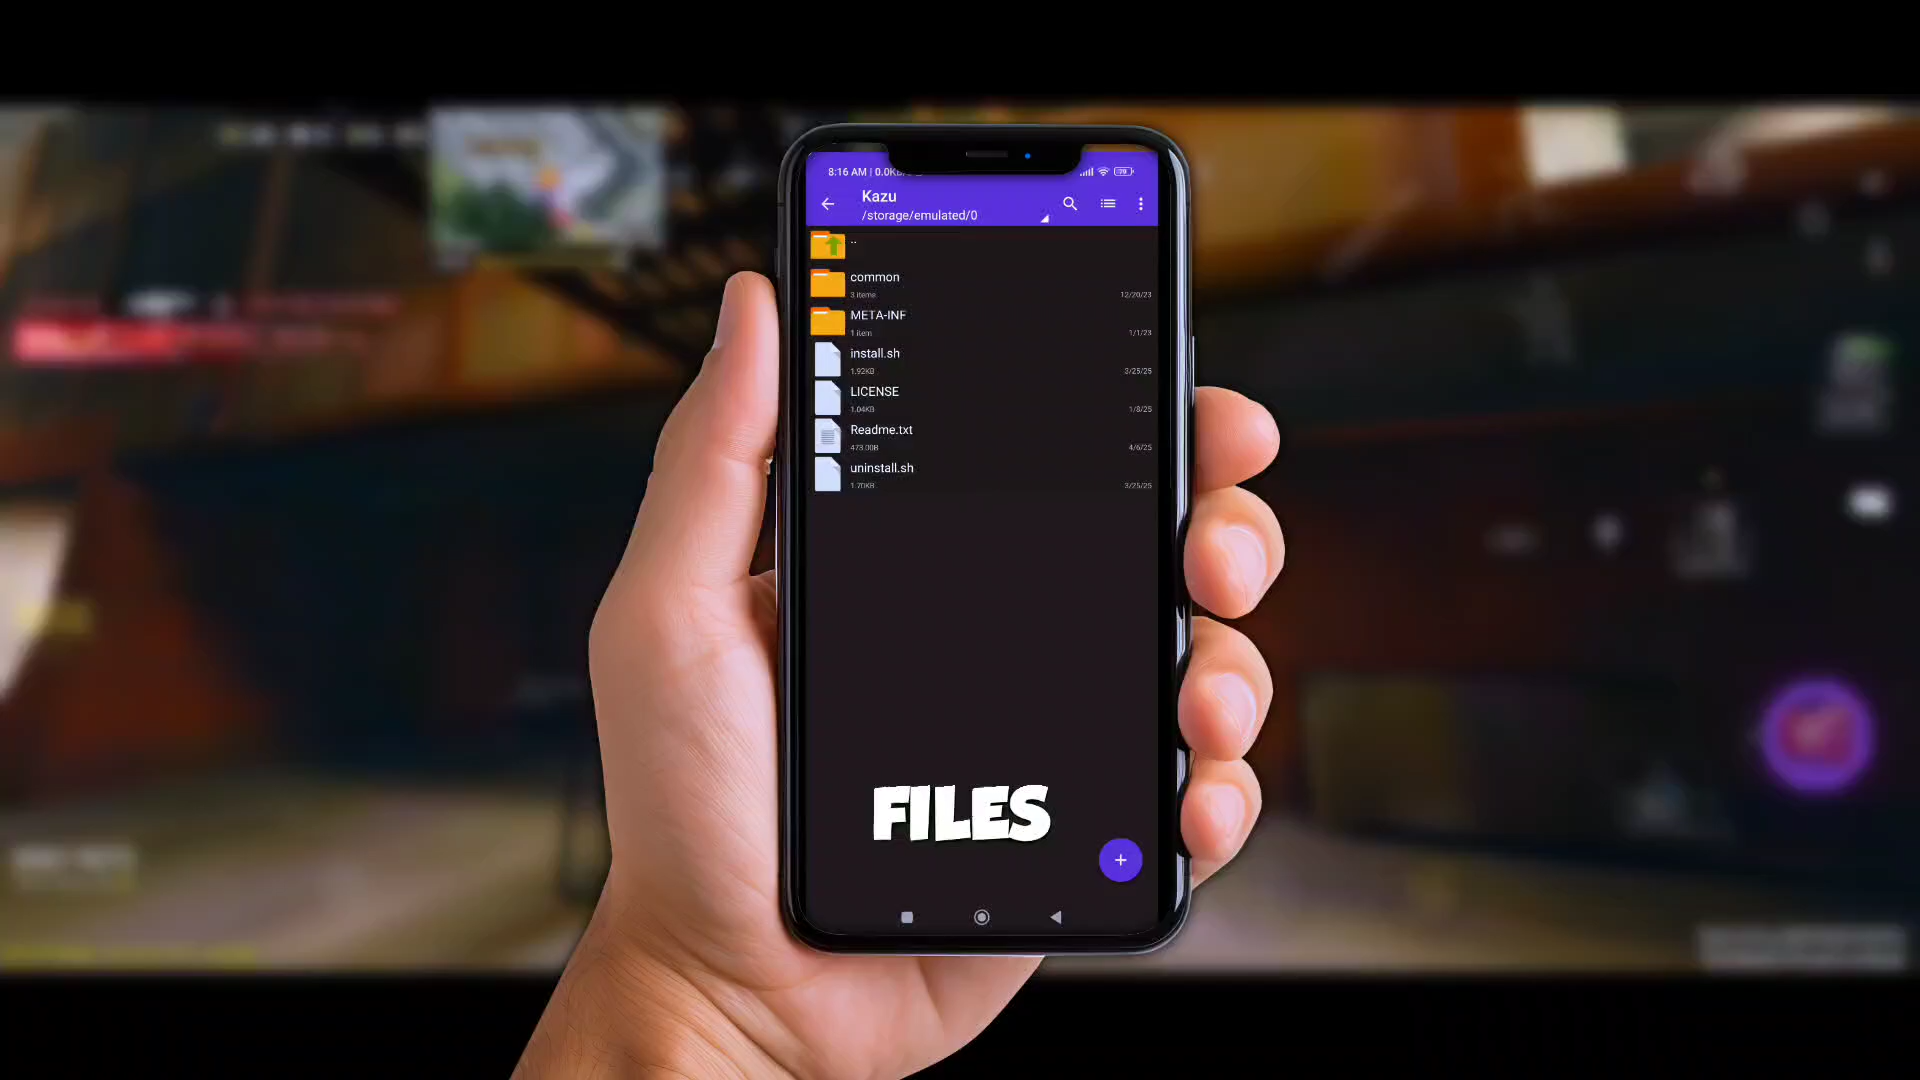 8:16 AM | 0.0KB
Kazu
/storage/emulated/0
..
common
3 items
12/20/23
META-INF
1 item
1/1/23
install.sh
1.92KB
3/25/25
LICENSE
1.04KB
1/8/25
Readme.txt
473.00B
4/6/25
uninstall.sh
1.70KB
3/25/25
FILES